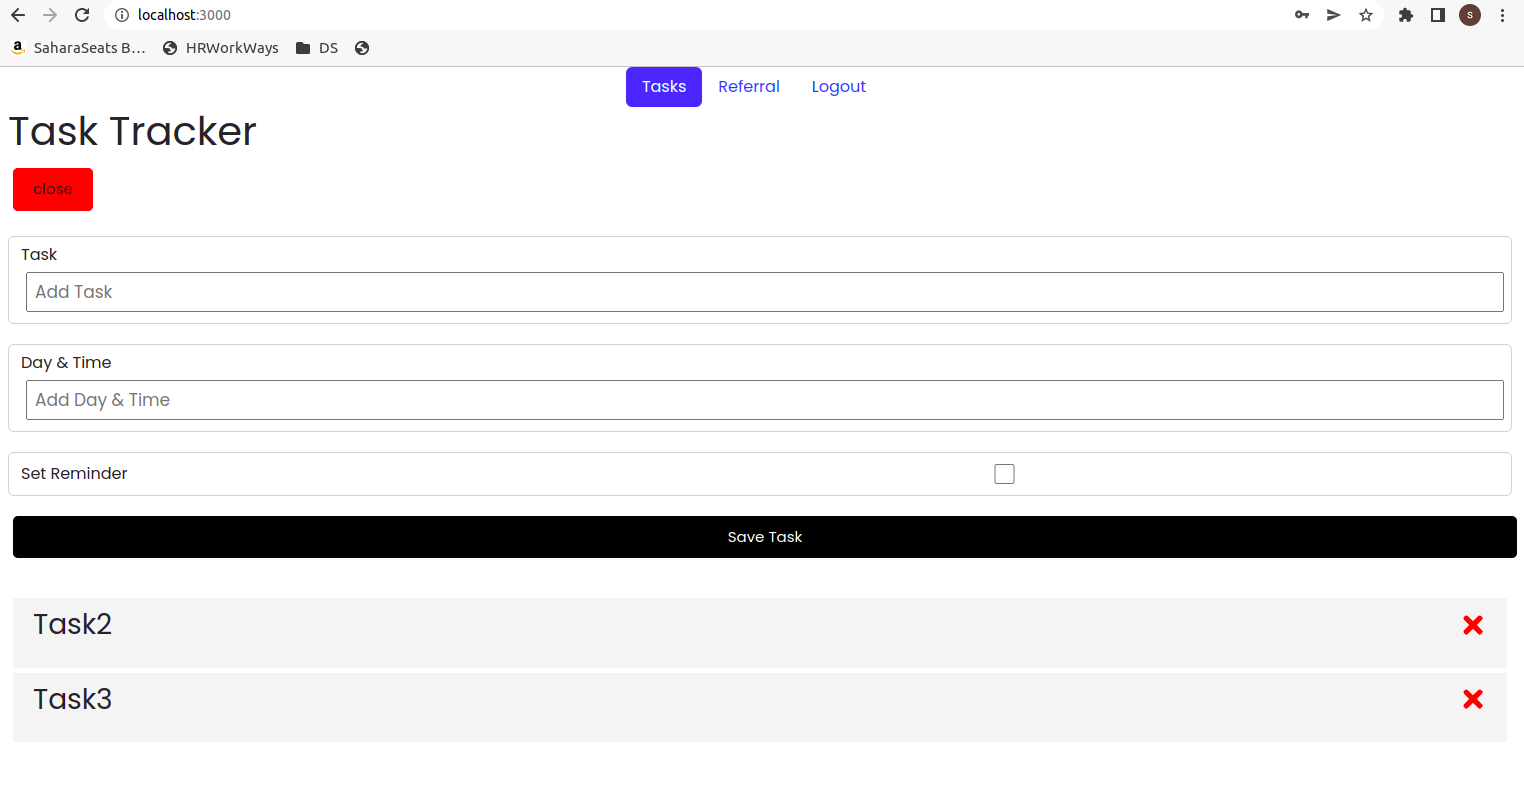 localhost:3000
S
SaharaSeats B... HRWorkWays DS
Tasks Referral Logout
Task Tracker
close
Task
Add Task
Day & Time
Add Day & Time
Set Reminder
Save Task
Task2
Task3